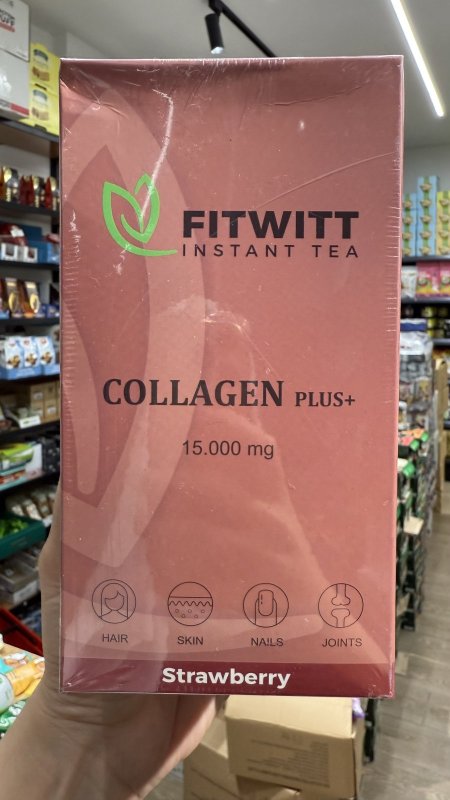 FITWITT
INSTANT TEA
COLLAGEN PLUS+
15.000 mg
HAIR
SKIN
NAILS
JOINTS
Strawberry